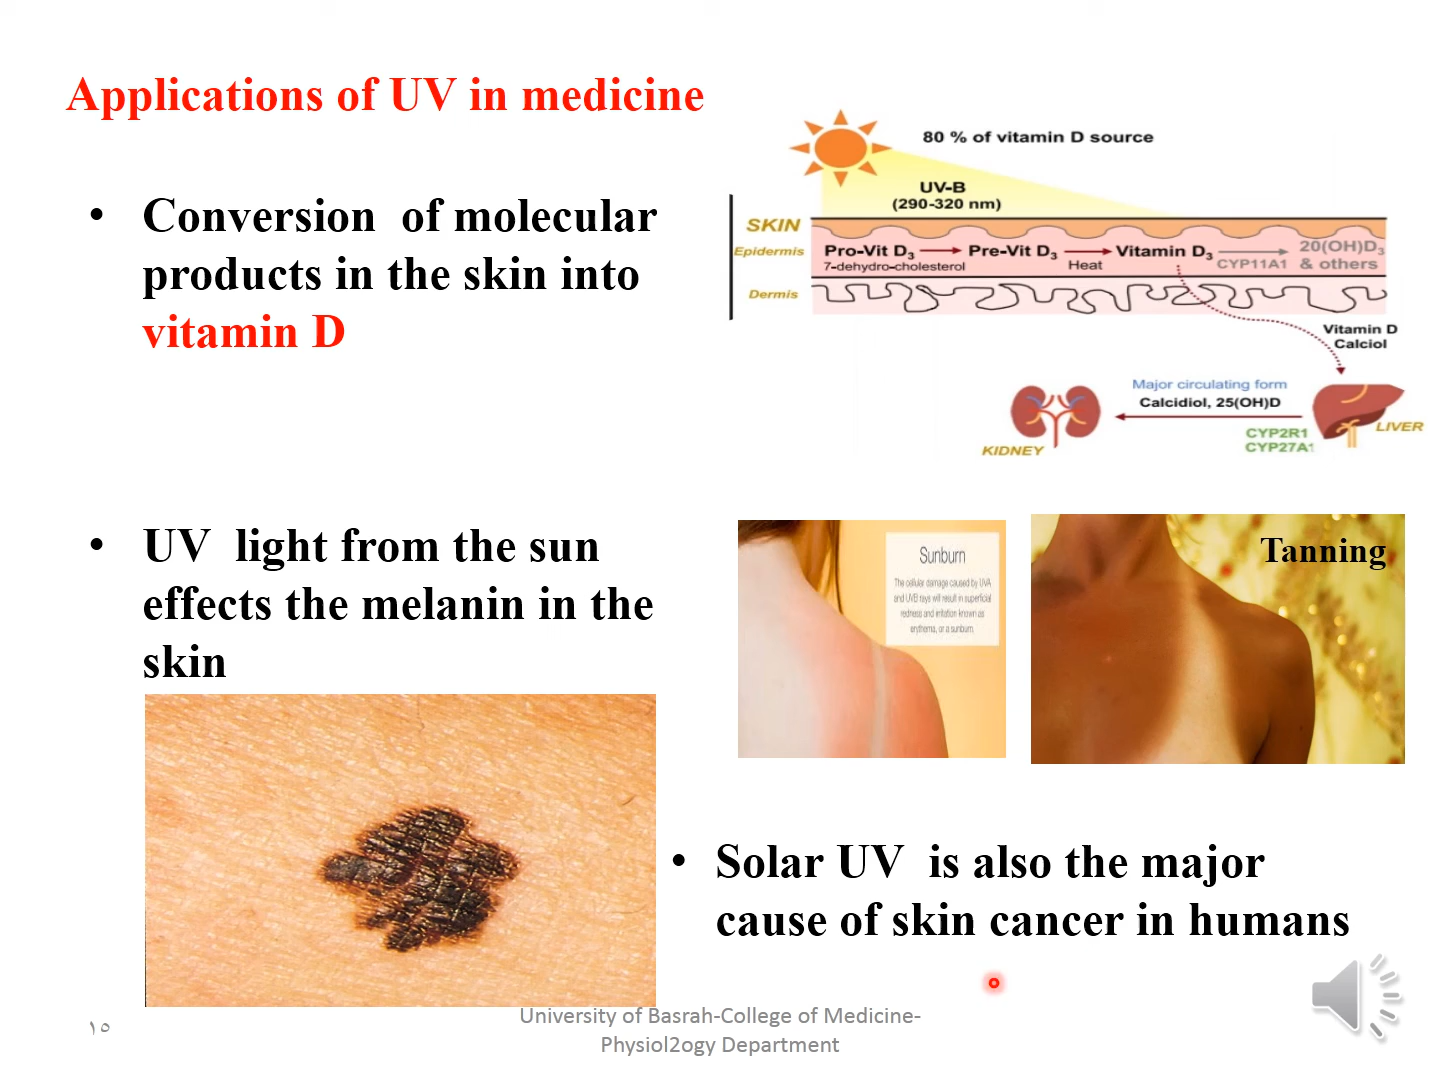 Applications of UV in medicine
• Conversion of molecular
products in the skin into
vitamin D
80 % of vitamin D source
UV-B
(290-320 nm)
SKIN
Epidermis
Pro-Vit D3
7-dehydro-cholesterol
Pre-Vit D3
Heat
Vitamin D3
CYP11A1
20(OH)D3
& others
Dermis
Vitamin D
Calciol
Major circulating form
Calcidiol, 25(OH)D
CYP2R1
CYP27A1
LIVER
KIDNEY
• UV light from the sun
effects the melanin in the
skin
Sunburn
The cellular damage caused by UVA
and UVB rays will result in superficial
redness and irritation known as
erythema, or a sunburn.
Tanning
• Solar UV is also the major
cause of skin cancer in humans
١٥
University of Basrah-College of Medicine-
Physiol2ogy Department